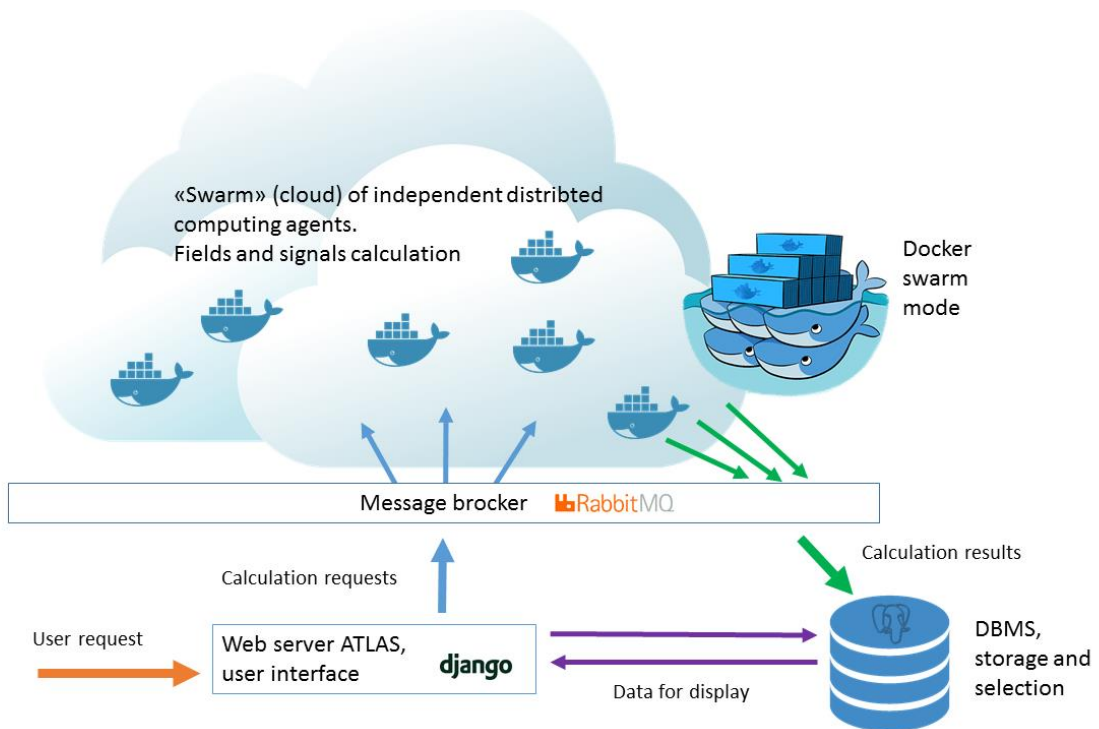 «Swarm» (cloud) of independent distribted
computing agents.
Fields and signals calculation
Docker
swarm
mode
Message brocker
RabbitMQ
Calculation requests
Calculation results
User request
Web server ATLAS,
user interface
django
Data for display
DBMS,
storage and
selection